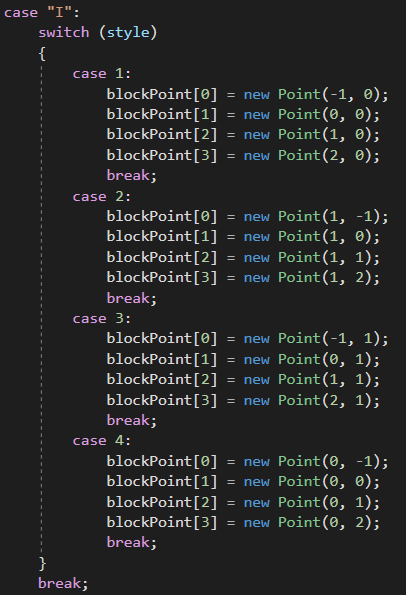 case "I":
    switch (style)
    {
        case 1:
            blockPoint[0] = new Point(-1, 0);
            blockPoint[1] = new Point(0, 0);
            blockPoint[2] = new Point(1, 0);
            blockPoint[3] = new Point(2, 0);
            break;
        case 2:
            blockPoint[0] = new Point(1, -1);
            blockPoint[1] = new Point(1, 0);
            blockPoint[2] = new Point(1, 1);
            blockPoint[3] = new Point(1, 2);
            break;
        case 3:
            blockPoint[0] = new Point(-1, 1);
            blockPoint[1] = new Point(0, 1);
            blockPoint[2] = new Point(1, 1);
            blockPoint[3] = new Point(2, 1);
            break;
        case 4:
            blockPoint[0] = new Point(0, -1);
            blockPoint[1] = new Point(0, 0);
            blockPoint[2] = new Point(0, 1);
            blockPoint[3] = new Point(0, 2);
            break;
    }
    break;